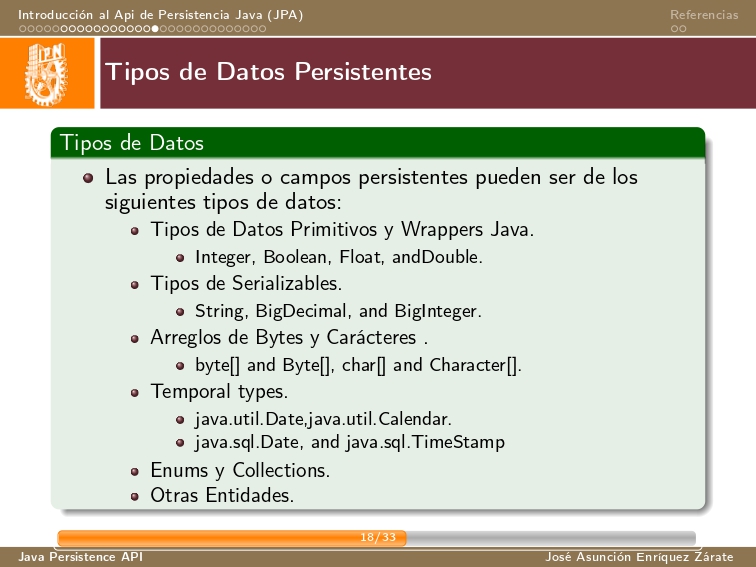 Introducción al Api de Persistencia Java (JPA)
Referencias
IPN
Tipos de Datos Persistentes
Tipos de Datos
Las propiedades o campos persistentes pueden ser de los
siguientes tipos de datos:
Tipos de Datos Primitivos y Wrappers Java.
Integer, Boolean, Float, andDouble.
Tipos de Serializables.
String, BigDecimal, and BigInteger.
Arreglos de Bytes y Carácteres .
byte[] and Byte[], char[] and Character[].
Temporal types.
java.util.Date,java.util.Calendar.
java.sql.Date, and java.sql.TimeStamp
Enums y Collections.
Otras Entidades.
18/33
Java Persistence API
José Asunción Enríquez Zárate